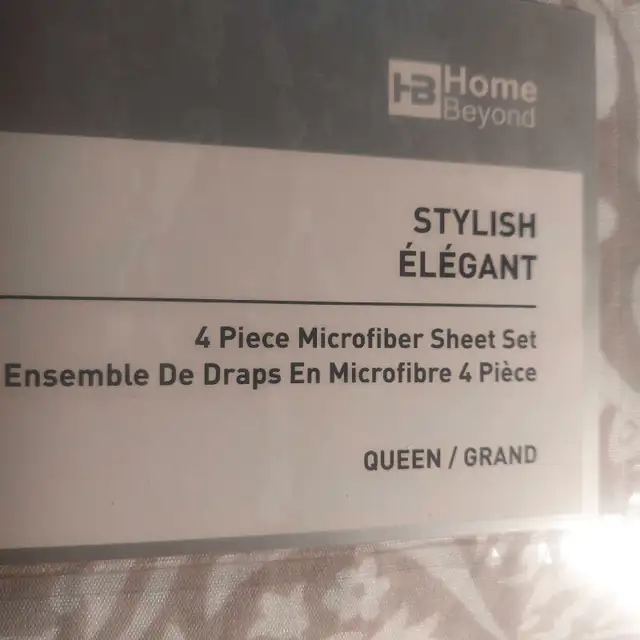 HB Home
Beyond
STYLISH
ÉLÉGANT
4 Piece Microfiber Sheet Set
Ensemble De Draps En Microfibre 4 Pièce
QUEEN / GRAND